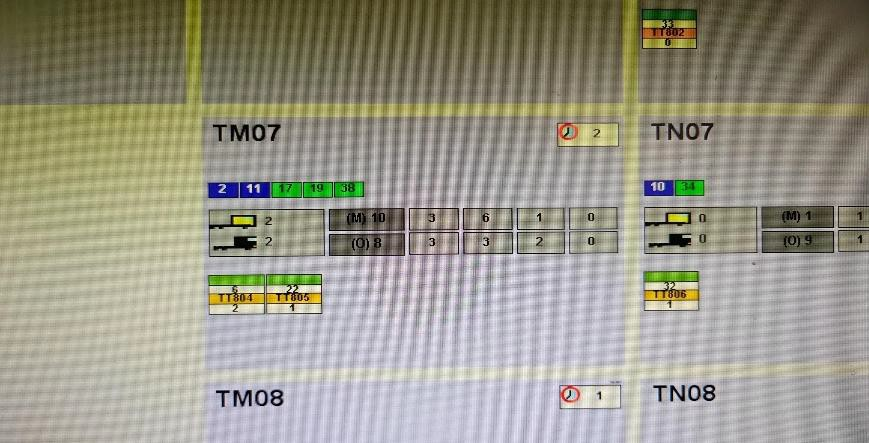 33
TT802
0
TM07 2 TN07
2 11 17 19 38 10 34
2 (M) 10 3 6 1 0 0 (M) 1 1
2 (O) 8 3 3 2 0 0 (O) 9 1
6 22 32
TT804 TT805 TT806
2 1 1
TM08 1 TN08